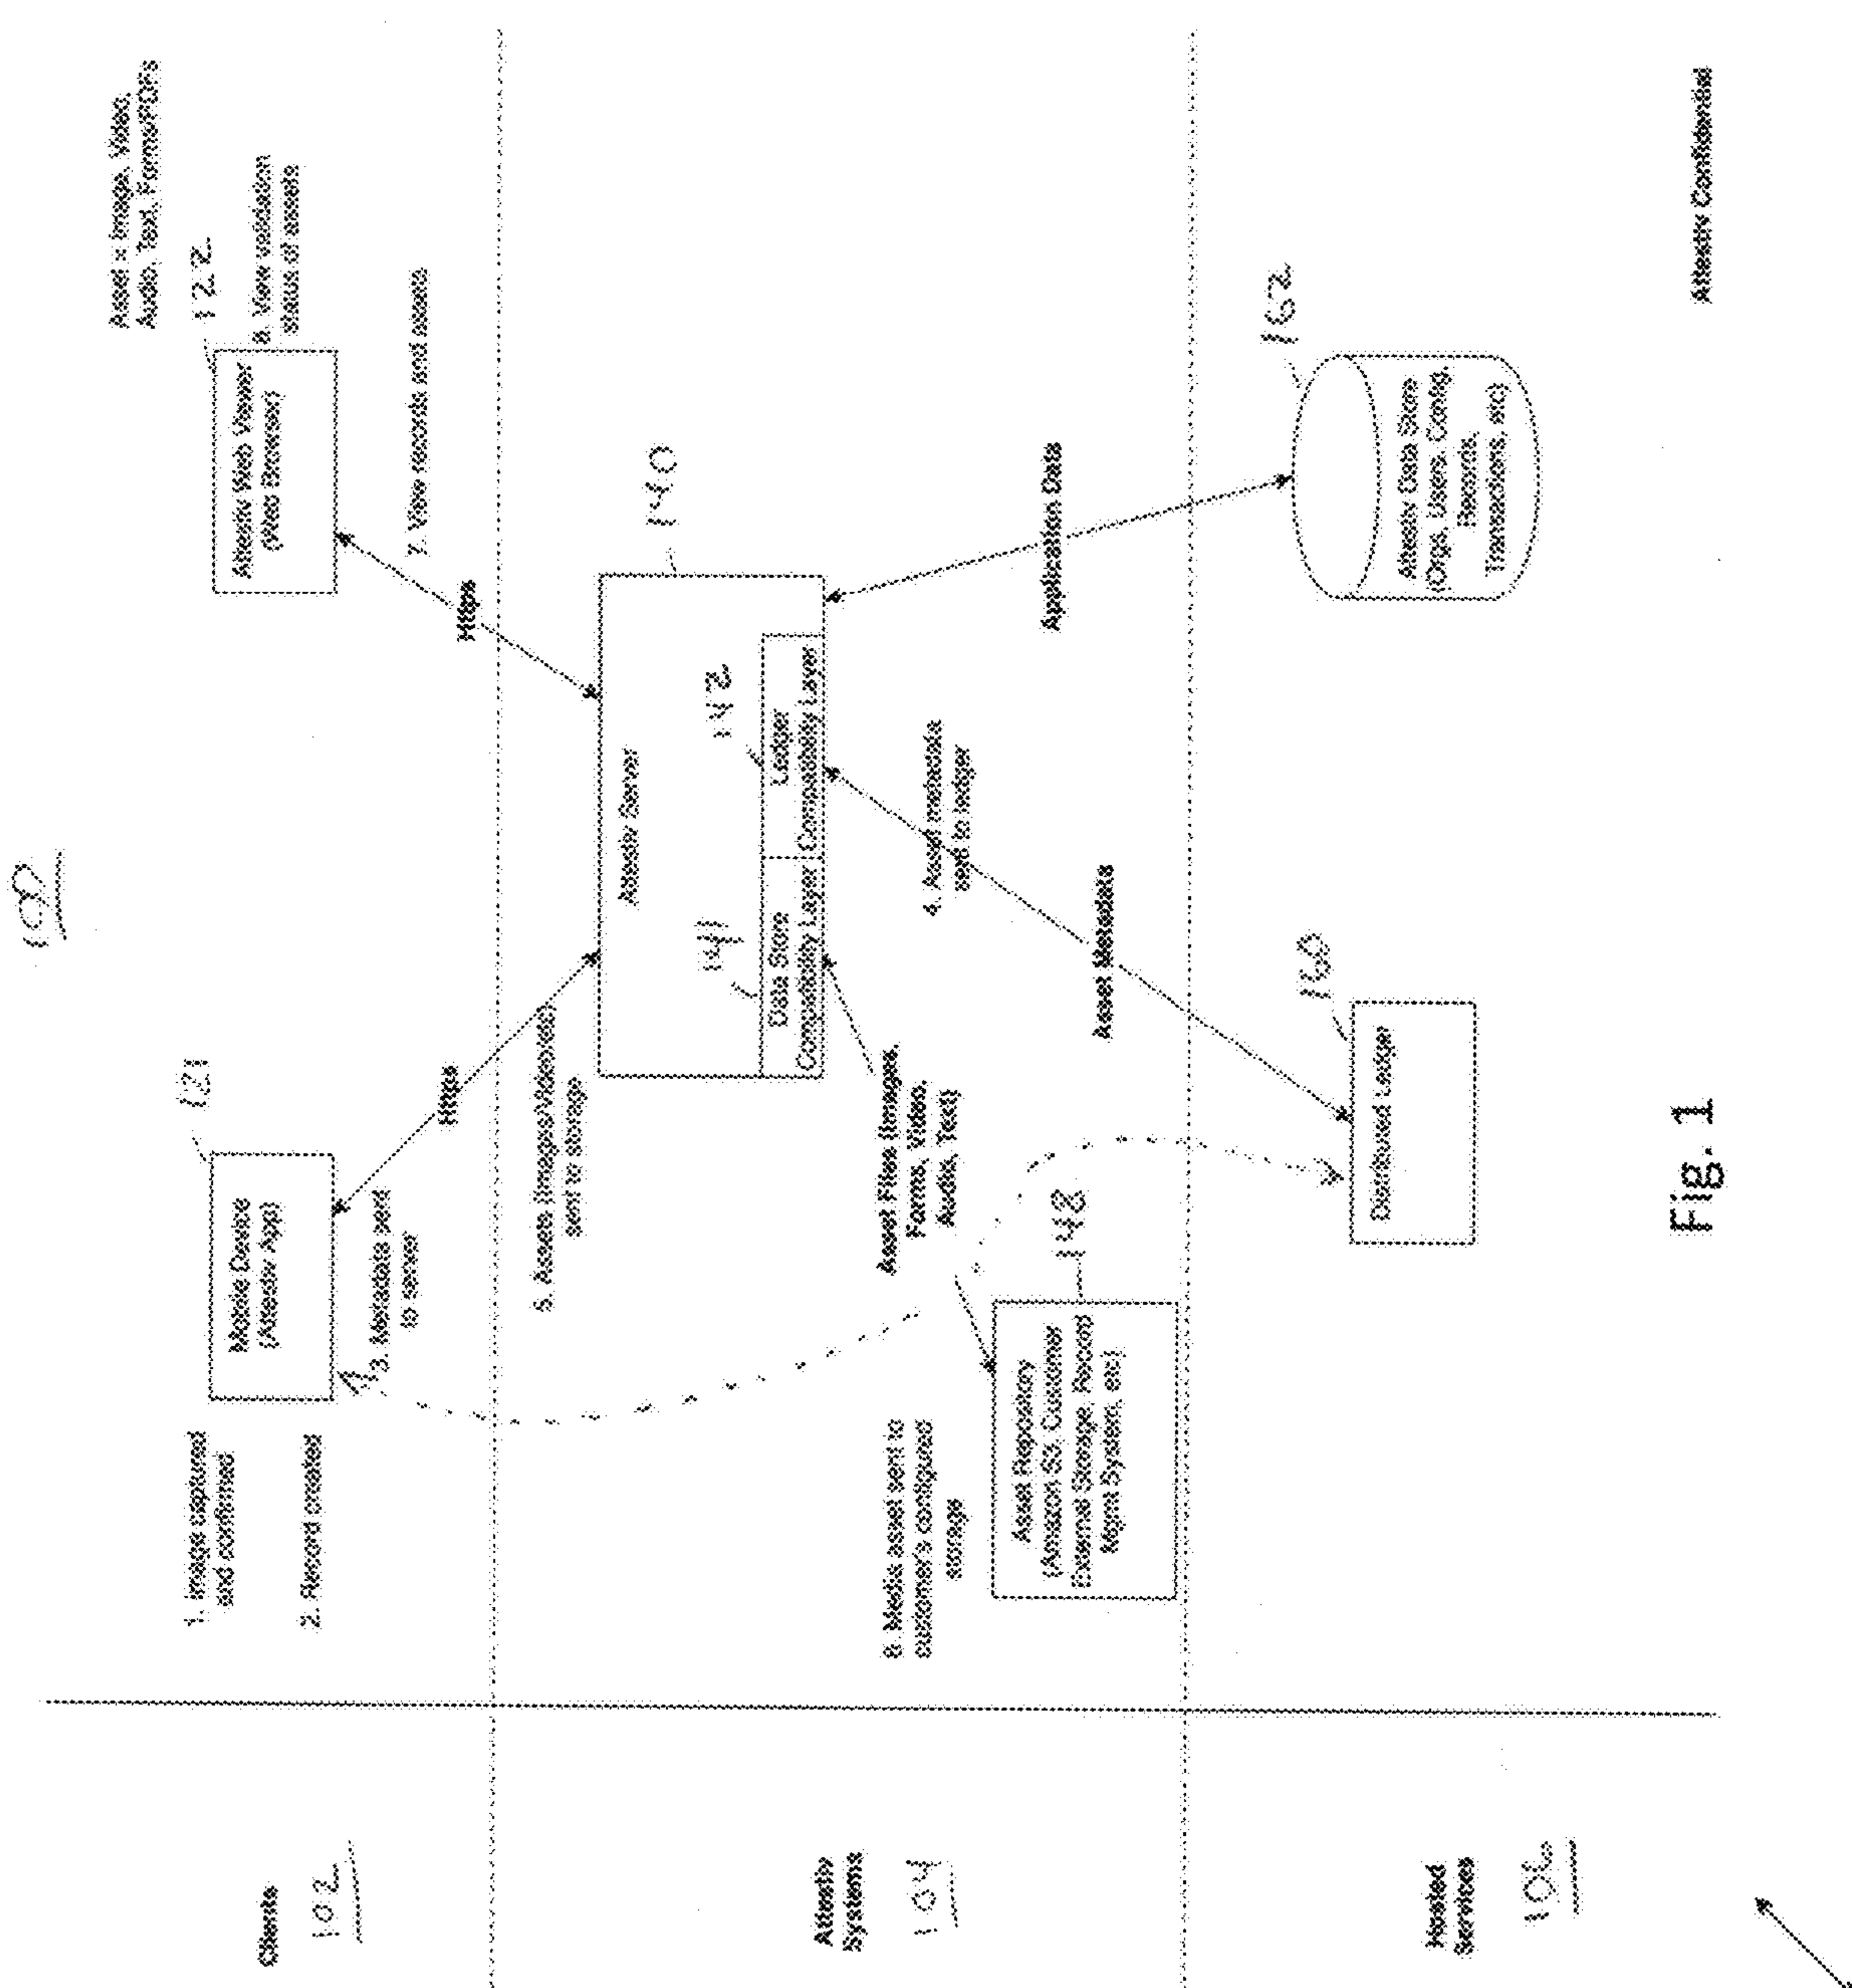 100
Asset = Image, Video,
Audio, Text, Forms/PDFs
Clients
102
1. Image captured
and confirmed
2. Record created
Mobile Device
(Attestiv App)
121
3. Metadata sent
to server
Https
Attestiv Web Viewer
(Web Browser)
122
8. View validation
status of assets
7. View records and assets
Https
Attestiv
Systems
104
5. Assets (Images/Videos/etc)
sent to storage
Attestiv Server
140
141
142
Data Store
Compatibility Layer
Ledger
Compatibility Layer
6. Media asset sent to
customer's configured
storage
Asset Files (Images,
Forms, Video,
Audio, Text)
4. Asset metadata
sent to ledger
Application Data
148
Asset Repository
(Amazon S3, Customer
External Storage, Record
Mgmt System, etc)
Asset Metadata
Hosted
Services
106
160
Distributed Ledger
162
Attestiv Data Store
(Orgs, Users, Config,
Records,
Transactions, etc)
Fig. 1
Attestiv Confidential